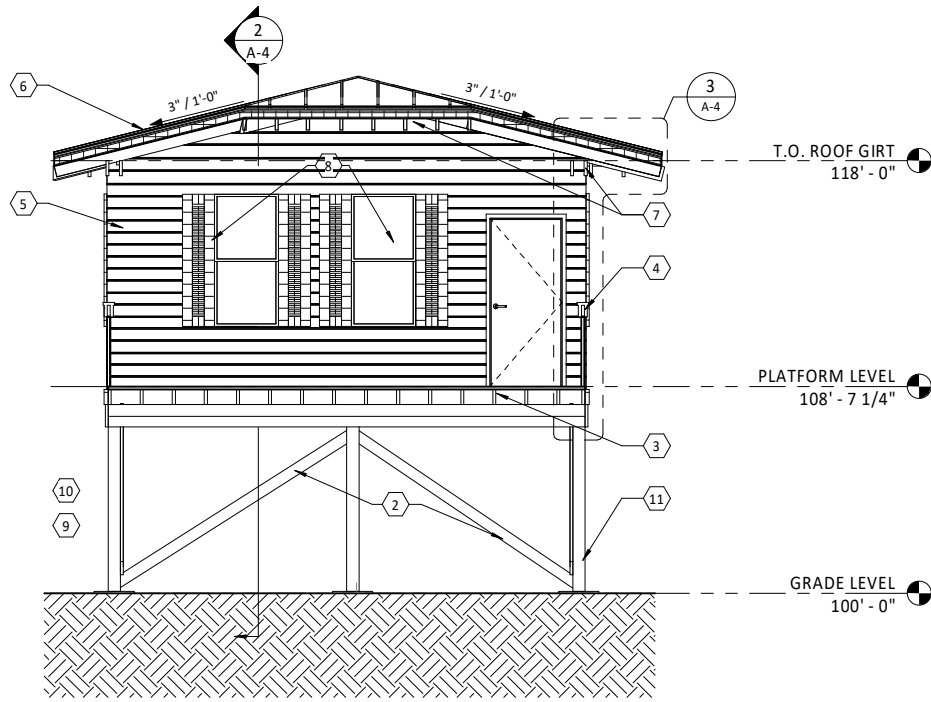 2
A-4
6
3" / 1'-0"
3" / 1'-0"
3
A-4
T.O. ROOF GIRT
118' - 0"
8
5
7
4
PLATFORM LEVEL
108' - 7 1/4"
3
10
2
11
9
GRADE LEVEL
100' - 0"